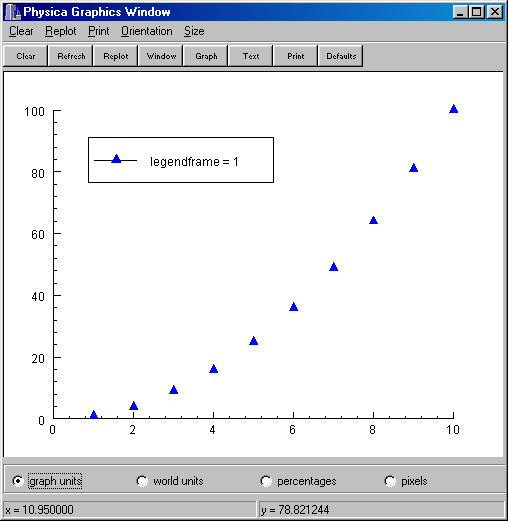 Physica Graphics Window
Clear Replot Print Orientation Size
Clear Refresh Replot Window Graph Text Print Defaults
100
legendframe = 1
80
60
40
20
0
0 2 4 6 8 10
graph units world units percentages pixels
x = 10.950000 y = 78.821244